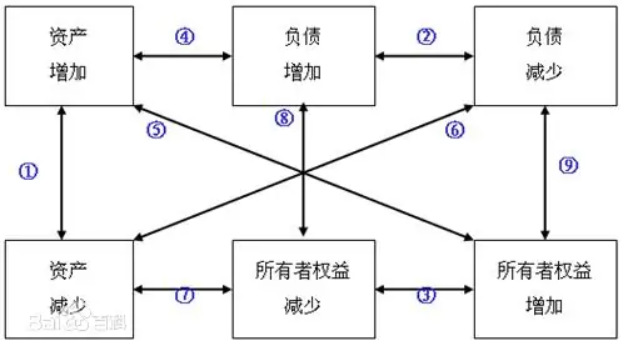 资产
增加
④
负债
增加
②
负债
减少
①
⑤
⑧
⑥
⑨
资产
减少
⑦
所有者权益
减少
③
所有者权益
增加
Bai百科